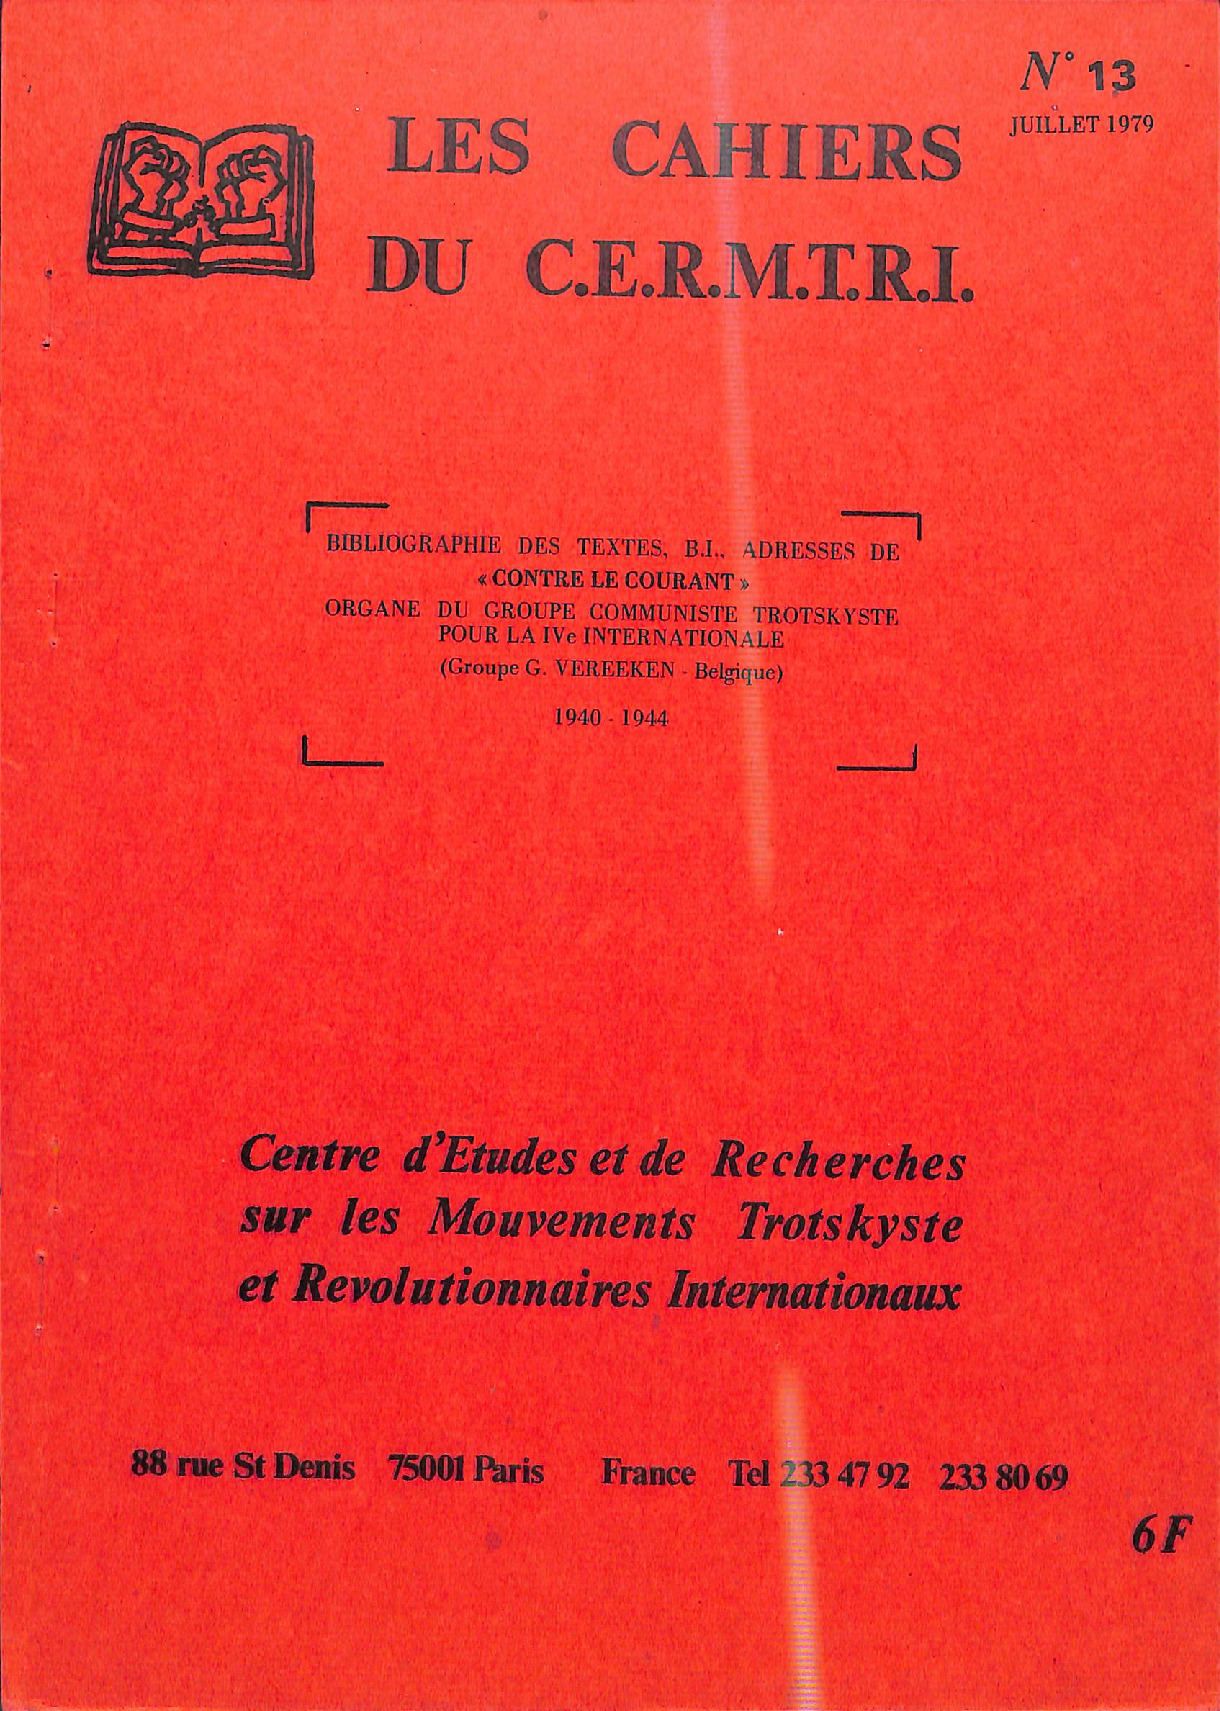 N° 13
JUILLET 1979
LES CAHIERS
DU C.E.R.M.T.R.I.
BIBLIOGRAPHIE DES TEXTES, B.I., ADRESSES DE
« CONTRE LE COURANT »
ORGANE DU GROUPE COMMUNISTE TROTSKYSTE
POUR LA IVe INTERNATIONALE
(Groupe G. VEREEKEN - Belgique)
1940 - 1944
Centre d'Etudes et de Recherches
sur les Mouvements Trotskyste
et Revolutionnaires Internationaux
88 rue St Denis 75001 Paris France Tel 233 47 92 233 80 69
6 F